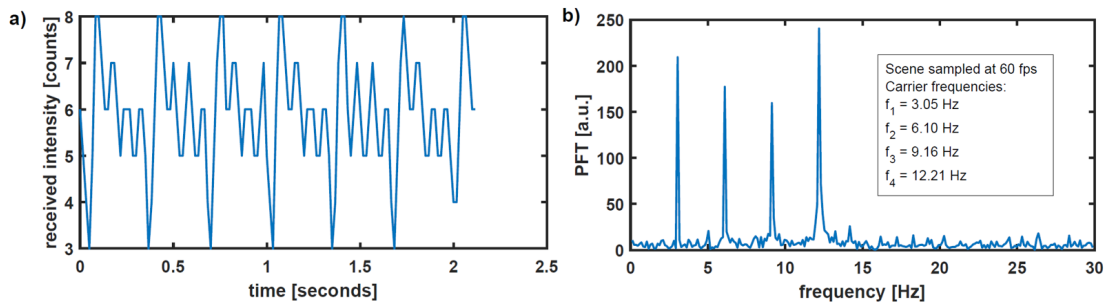 a)
received intensity [counts]
8
7
6
5
4
3
0
0.5
1
1.5
2
2.5
time [seconds]
b)
PFT [a.u.]
250
200
150
100
50
0
Scene sampled at 60 fps
Carrier frequencies:
f1 = 3.05 Hz
f2 = 6.10 Hz
f3 = 9.16 Hz
f4 = 12.21 Hz
0
5
10
15
20
25
30
frequency [Hz]